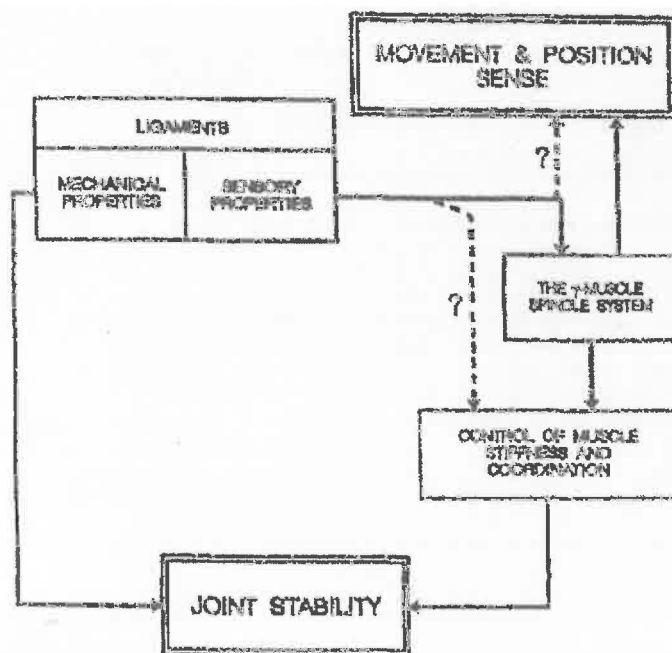 MOVEMENT & POSITION
SENSE
LIGAMENTS
MECHANICAL
PROPERTIES
SENSORY
PROPERTIES
?
THE γ-MUSCLE
SPINDLE SYSTEM
?
CONTROL OF MUSCLE
STIFFNESS AND
COORDINATION
JOINT STABILITY